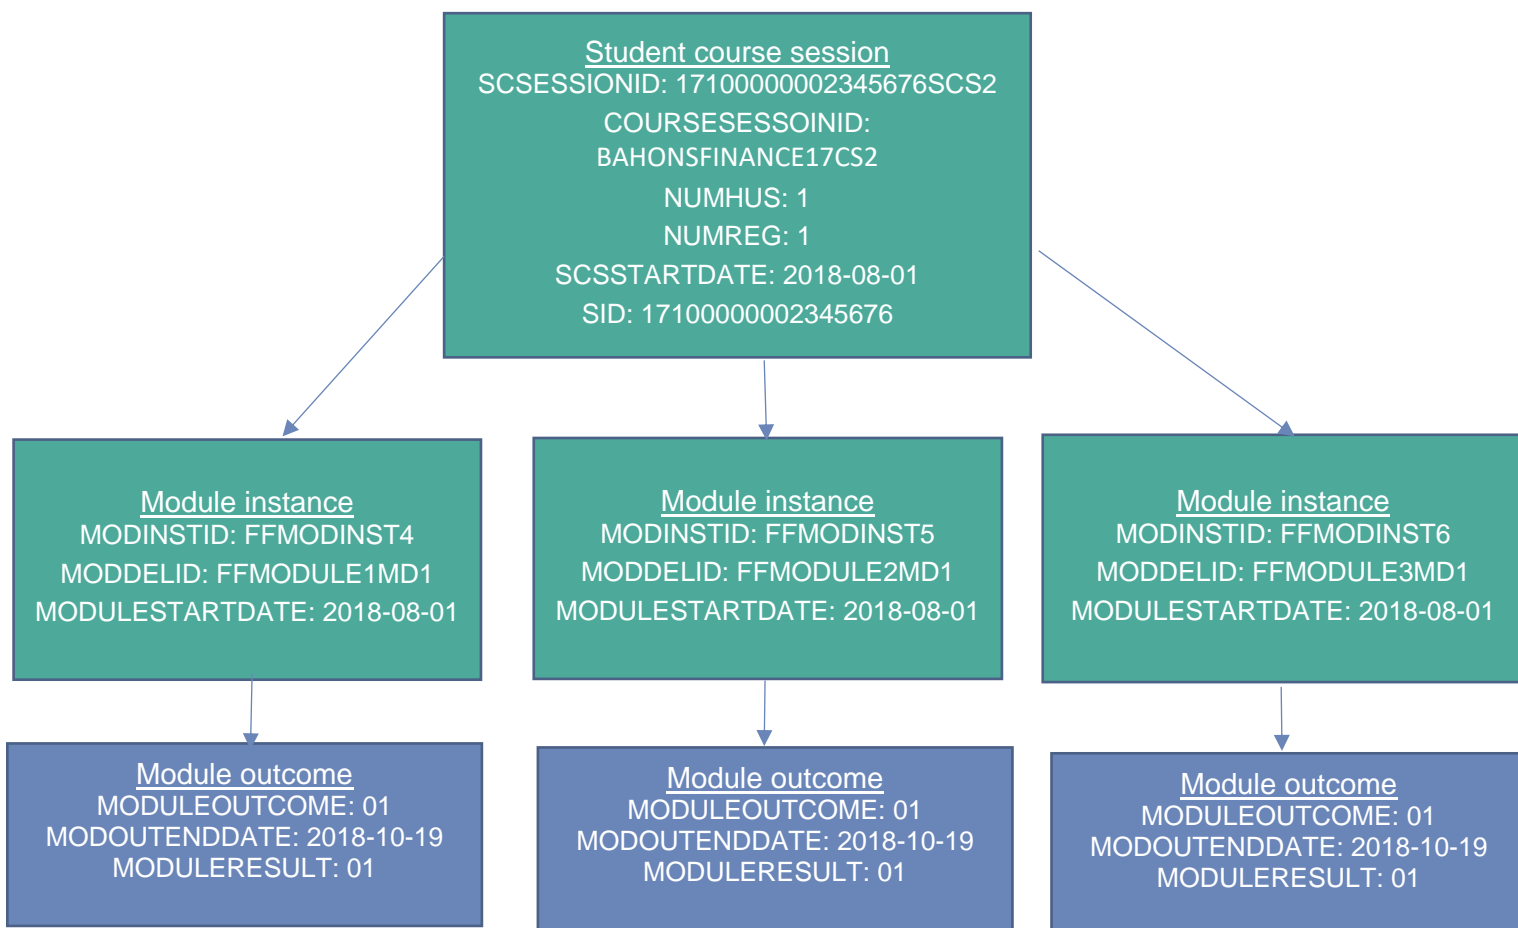 Student course session
SCSESSIONID: 17100000002345676SCS2
COURSESESSOINID:
BAHONSFINANCE17CS2
NUMHUS: 1
NUMREG: 1
SCSSTARTDATE: 2018-08-01
SID: 17100000002345676
Module instance
MODINSTID: FFMODINST4
MODDELID: FFMODULE1MD1
MODULESTARTDATE: 2018-08-01
Module instance
MODINSTID: FFMODINST5
MODDELID: FFMODULE2MD1
MODULESTARTDATE: 2018-08-01
Module instance
MODINSTID: FFMODINST6
MODDELID: FFMODULE3MD1
MODULESTARTDATE: 2018-08-01
Module outcome
MODULEOUTCOME: 01
MODOUTENDDATE: 2018-10-19
MODULERESULT: 01
Module outcome
MODULEOUTCOME: 01
MODOUTENDDATE: 2018-10-19
MODULERESULT: 01
Module outcome
MODULEOUTCOME: 01
MODOUTENDDATE: 2018-10-19
MODULERESULT: 01